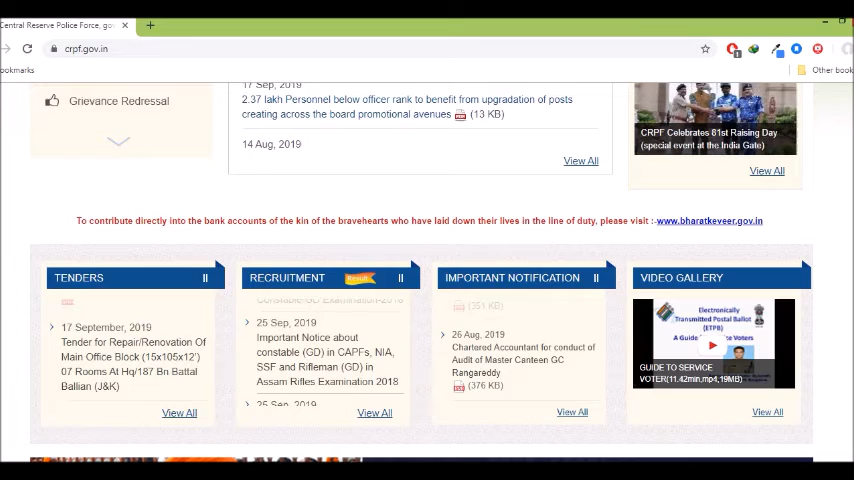 Central Reserve Police Force, gov
crpf.gov.in
ookmarks
Other book
Grievance Redressal
17 Sep, 2019
2.37 lakh Personnel below officer rank to benefit from upgradation of posts
creating across the board promotional avenues (13 KB)
14 Aug, 2019
View All
CRPF Celebrates 81st Raising Day
(special event at the India Gate)
View All
To contribute directly into the bank accounts of the kin of the bravehearts who have laid down their lives in the line of duty, please visit :-www.bharatkeveer.gov.in
TENDERS
17 September, 2019
Tender for Repair/Renovation Of
Main Office Block (15x105x12')
07 Rooms At Hq/187 Bn Battal
Ballian (J&K)
View All
RECRUITMENT Result
Constable-GD Examination-2018
25 Sep, 2019
Important Notice about
constable (GD) in CAPFs, NIA,
SSF and Rifleman (GD) in
Assam Rifles Examination 2018
25 Sep, 2019
View All
IMPORTANT NOTIFICATION
(351 KB)
26 Aug, 2019
Chartered Accountant for conduct of
Audit of Master Canteen GC
Rangareddy
(376 KB)
View All
VIDEO GALLERY
Electronically
Transmitted Postal Ballot
(ETPB)
GUIDE TO SERVICE
VOTER(11.42min,mp4,19MB)
View All